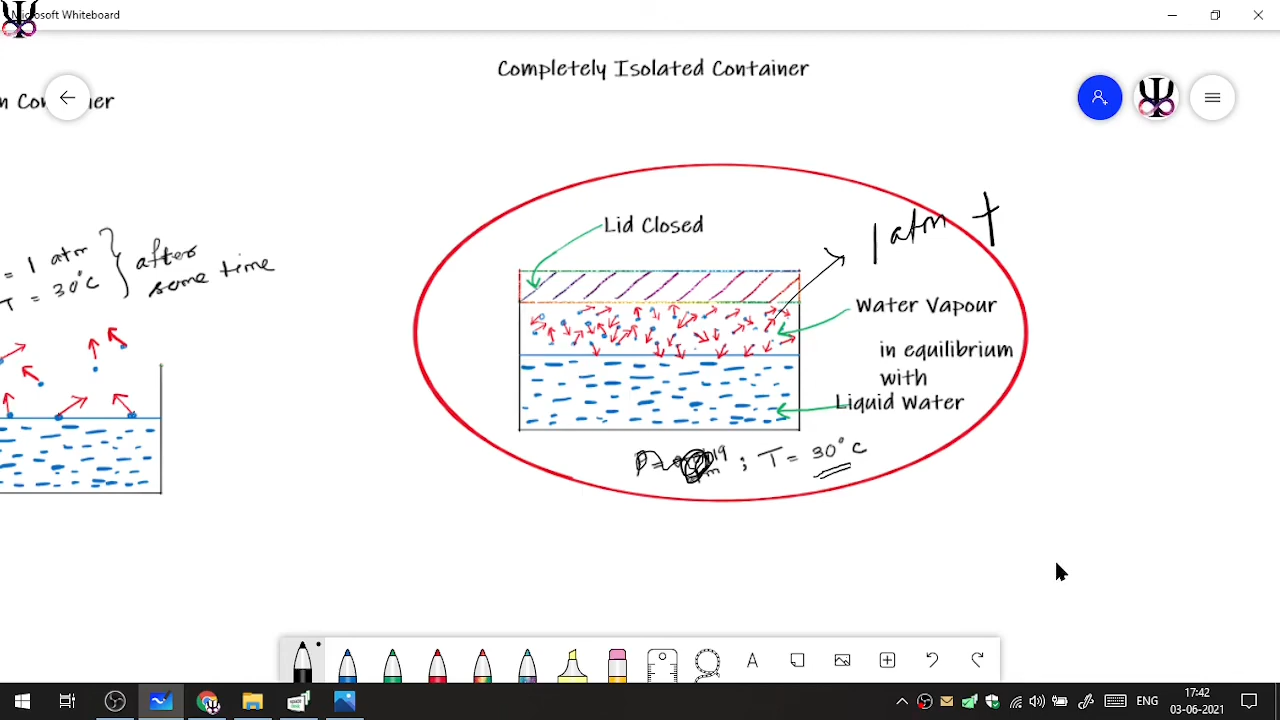 Microsoft Whiteboard
Completely Isolated Container
Lid Closed
1 atm +
= 1 atm
T = 30°C
after
some time
Water Vapour
in equilibrium
with
Liquid Water
; T = 30°C
A
ENG
17:42
03-06-2021